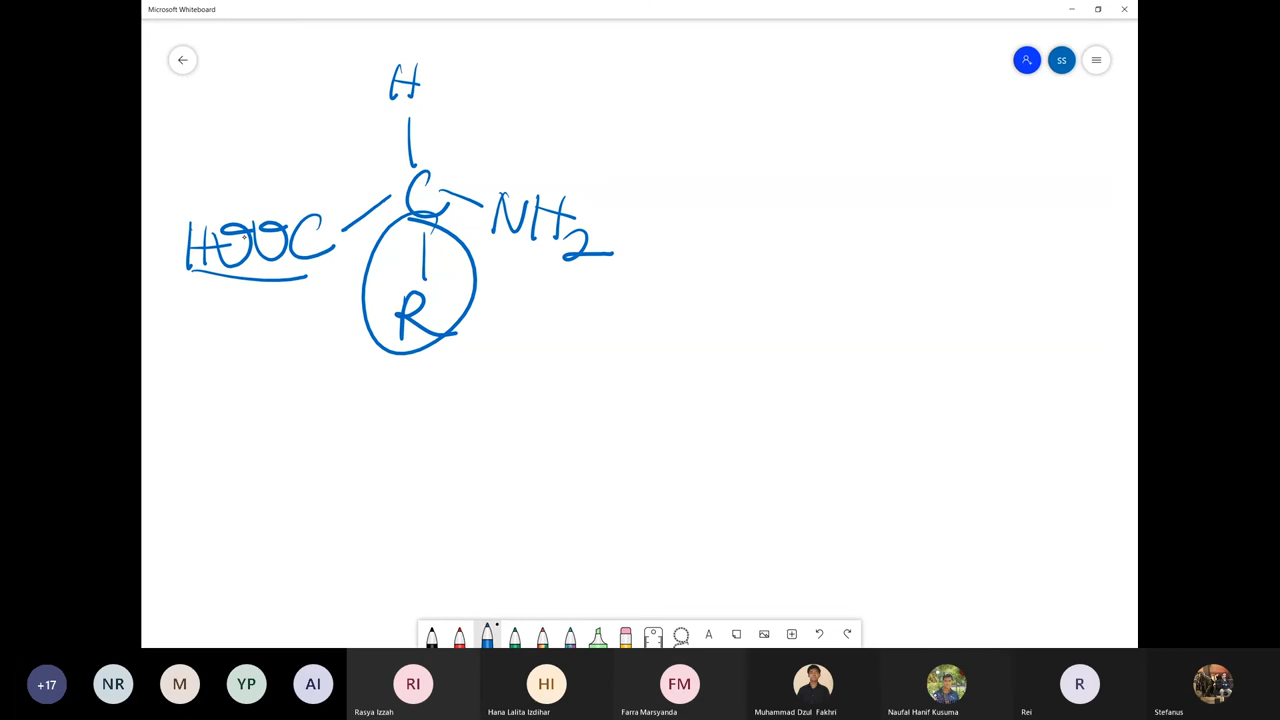 Microsoft Whiteboard
SS
H
C
HOOC
NH2
R
A
+17
NR
M
YP
AI
RI
HI
FM
R
Rasya Izzah
Hana Lalita Izdihar
Farra Marsyanda
Muhammad Dzul Fakhri
Naufal Hanif Kusuma
Rei
Stefanus